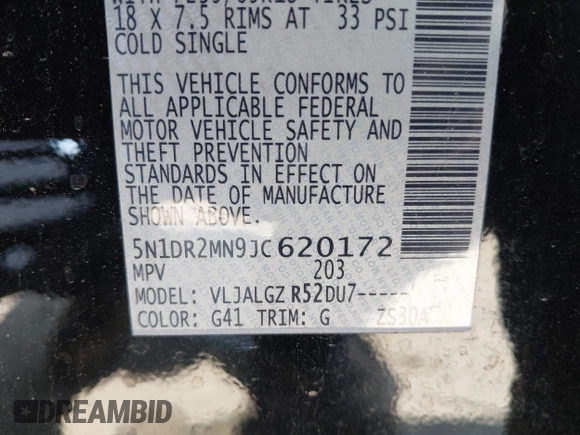 18 X 7.5 RIMS AT 33 PSI
COLD SINGLE
THIS VEHICLE CONFORMS TO
ALL APPLICABLE FEDERAL
MOTOR VEHICLE SAFETY AND
THEFT PREVENTION
STANDARDS IN EFFECT ON
THE DATE OF MANUFACTURE
SHOWN ABOVE.
5N1DR2MN9JC620172
MPV 203
MODEL: VLJALGZ R52DU7-----
COLOR: G41 TRIM: G
DREAMBID